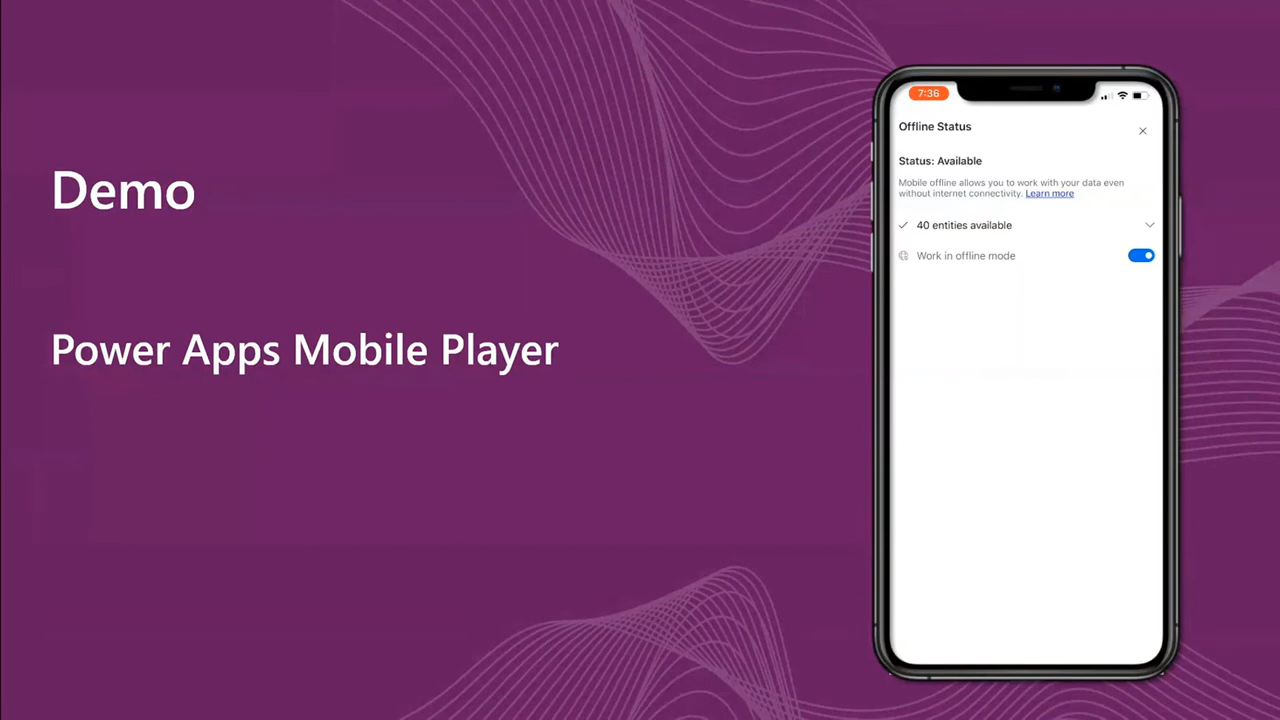 Demo
Power Apps Mobile Player
7:36
Offline Status
Status: Available
Mobile offline allows you to work with your data even
without internet connectivity. Learn more
40 entities available
Work in offline mode